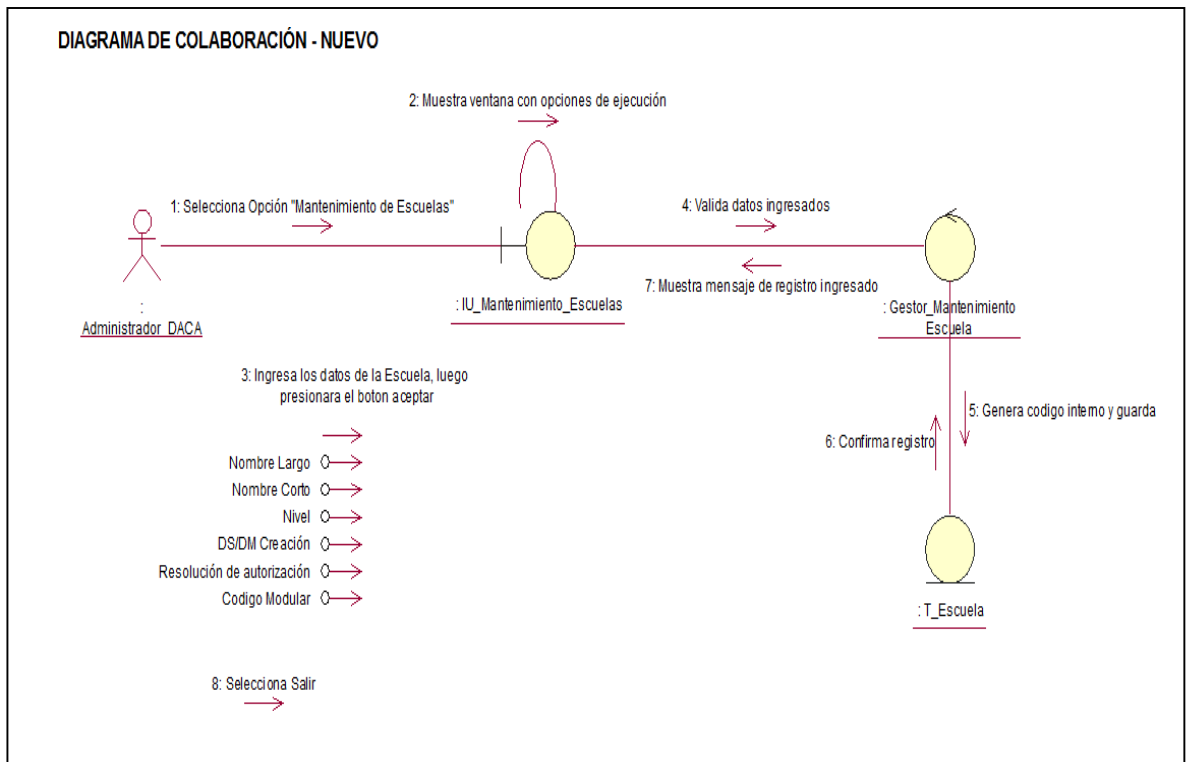 DIAGRAMA DE COLABORACIÓN - NUEVO
2: Muestra ventana con opciones de ejecución
1: Selecciona Opción "Mantenimiento de Escuelas"
4: Valida datos ingresados
7: Muestra mensaje de registro ingresado
:
Administrador_DACA
: IU_Mantenimiento_Escuelas
: Gestor_Mantenimiento
Escuela
3: Ingresa los datos de la Escuela, luego
presionara el boton aceptar
Nombre Largo
Nombre Corto
Nivel
DS/DM Creación
Resolución de autorización
Codigo Modular
5: Genera codigo interno y guarda
6: Confirma registro
: T_Escuela
8: Selecciona Salir